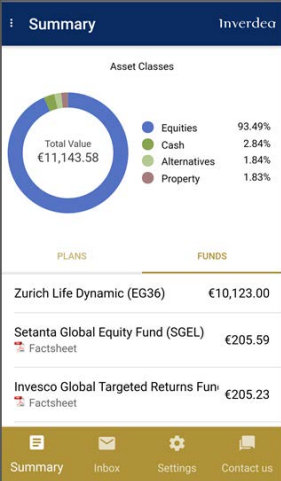 Summary
Inverdea
Asset Classes
Total Value
€11,143.58
Equities 93.49%
Cash 2.84%
Alternatives 1.84%
Property 1.83%
PLANS FUNDS
Zurich Life Dynamic (EG36) €10,123.00
Setanta Global Equity Fund (SGEL)
Factsheet
€205.59
Invesco Global Targeted Returns Fun
Factsheet
€205.23
Summary Inbox Settings Contact us